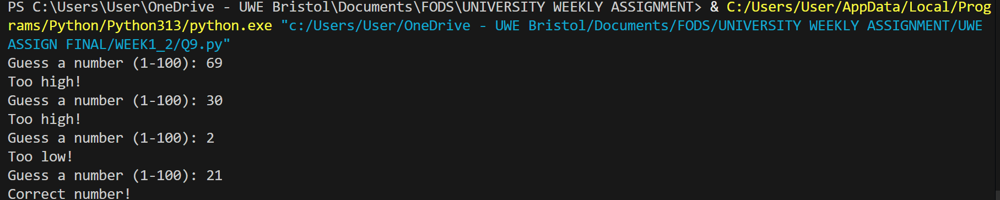 PS C:\Users\User\OneDrive - UWE Bristol\Documents\FODS\UNIVERSITY WEEKLY ASSIGNMENT> & C:/Users/User/AppData/Local/Prog
rams/Python/Python313/python.exe "c:/Users/User/OneDrive - UWE Bristol/Documents/FODS/UNIVERSITY WEEKLY ASSIGNMENT/UWE
ASSIGN FINAL/WEEK1_2/Q9.py"
Guess a number (1-100): 69
Too high!
Guess a number (1-100): 30
Too high!
Guess a number (1-100): 2
Too low!
Guess a number (1-100): 21
Correct number!